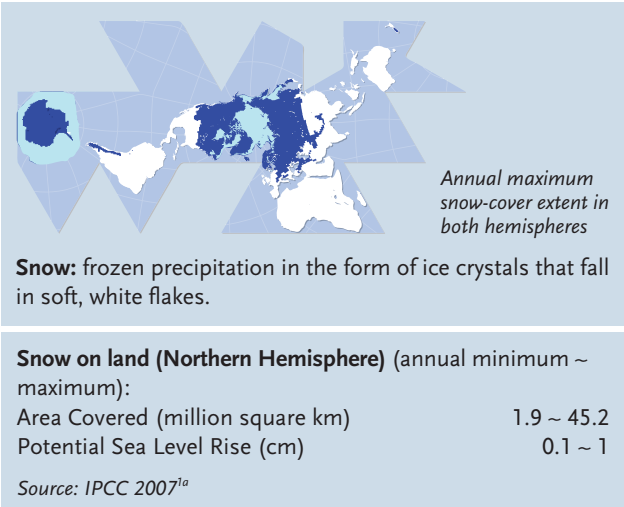 Annual maximum
snow-cover extent in
both hemispheres
Snow: frozen precipitation in the form of ice crystals that fall
in soft, white flakes.
Snow on land (Northern Hemisphere) (annual minimum ~
maximum):
Area Covered (million square km) 1.9 ~ 45.2
Potential Sea Level Rise (cm) 0.1 ~ 1
Source: IPCC 2007¹ᵃ